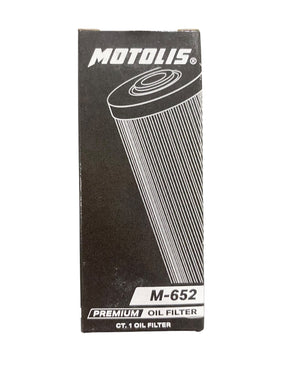 MOTOLIS®
M-652
PREMIUM OIL FILTER
CT. 1 OIL FILTER